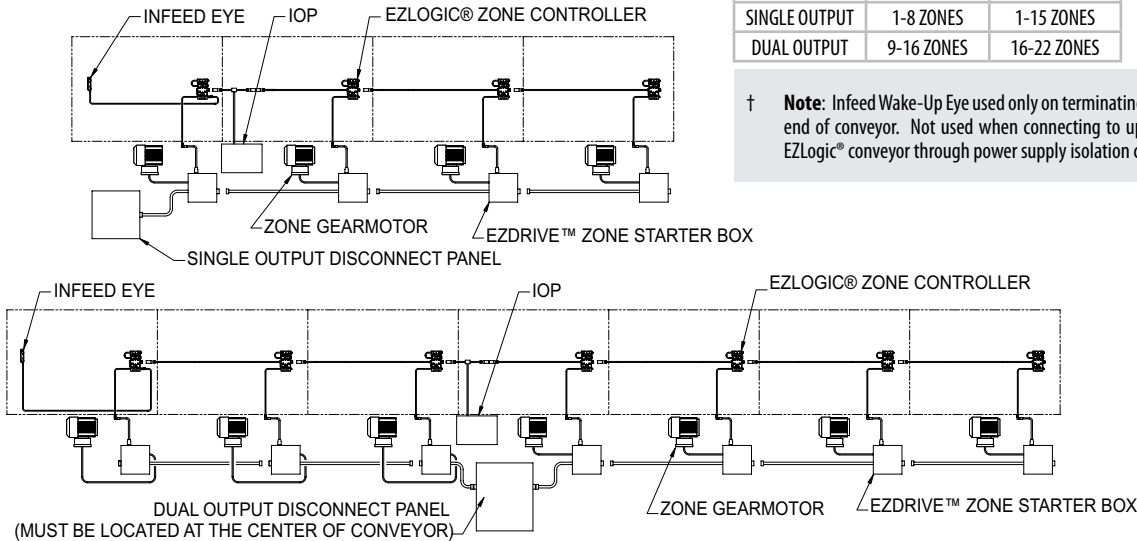 INFEED EYE
IOP
EZLOGIC® ZONE CONTROLLER
SINGLE OUTPUT 1-8 ZONES 1-15 ZONES
DUAL OUTPUT 9-16 ZONES 16-22 ZONES
† Note: Infeed Wake-Up Eye used only on terminating
end of conveyor. Not used when connecting to up
EZLogic® conveyor through power supply isolation
ZONE GEARMOTOR
EZDRIVE™ ZONE STARTER BOX
SINGLE OUTPUT DISCONNECT PANEL
INFEED EYE
IOP
EZLOGIC® ZONE CONTROLLER
DUAL OUTPUT DISCONNECT PANEL
(MUST BE LOCATED AT THE CENTER OF CONVEYOR)
ZONE GEARMOTOR
EZDRIVE™ ZONE STARTER BOX